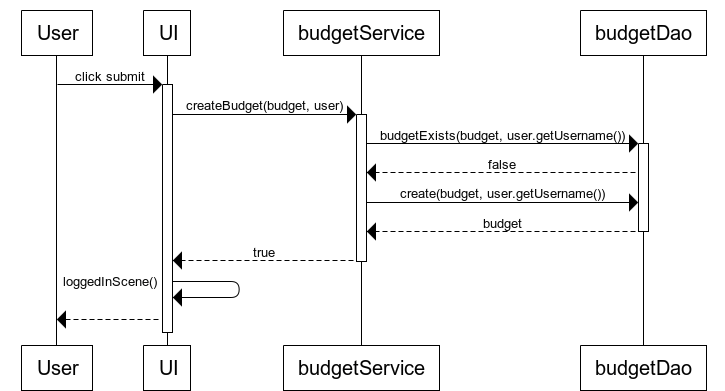 User
UI
budgetService
budgetDao
click submit
createBudget(budget, user)
budgetExists(budget, user.getUsername())
false
create(budget, user.getUsername())
budget
true
loggedInScene()
User
UI
budgetService
budgetDao